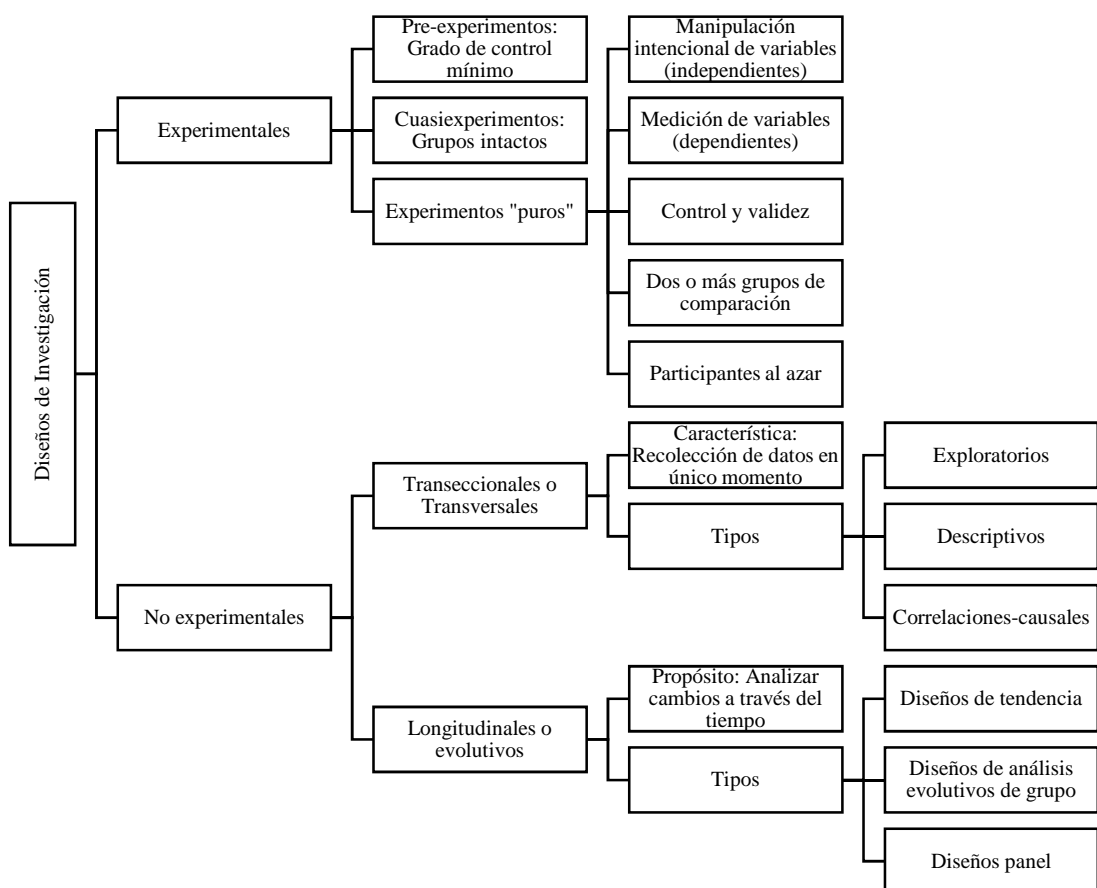 Diseños de Investigación
Experimentales
Pre-experimentos:
Grado de control
mínimo
Cuasiexperimentos:
Grupos intactos
Experimentos "puros"
Manipulación
intencional de variables
(independientes)
Medición de variables
(dependientes)
Control y validez
Dos o más grupos de
comparación
Participantes al azar
No experimentales
Transeccionales o
Transversales
Característica:
Recolección de datos en
único momento
Tipos
Exploratorios
Descriptivos
Correlaciones-causales
Longitudinales o
evolutivos
Propósito: Analizar
cambios a través del
tiempo
Tipos
Diseños de tendencia
Diseños de análisis
evolutivos de grupo
Diseños panel